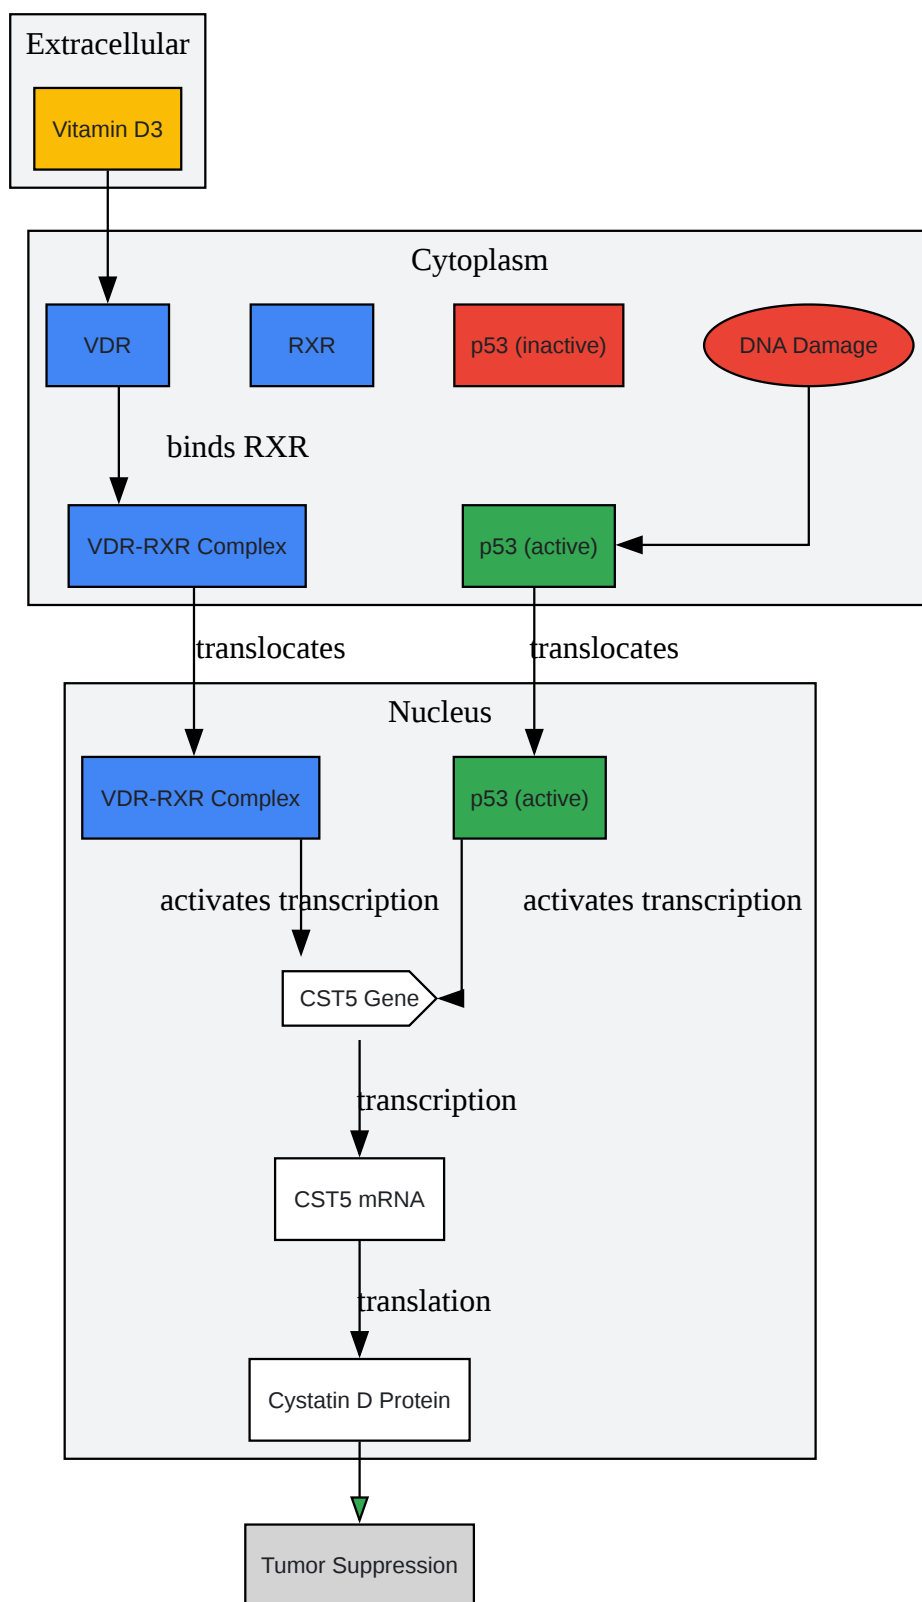 Extracellular
Vitamin D3
Cytoplasm
VDR
RXR
p53 (inactive)
DNA Damage
binds RXR
VDR-RXR Complex
p53 (active)
translocates
translocates
Nucleus
VDR-RXR Complex
p53 (active)
activates transcription
activates transcription
CST5 Gene
transcription
CST5 mRNA
translation
Cystatin D Protein
Tumor Suppression